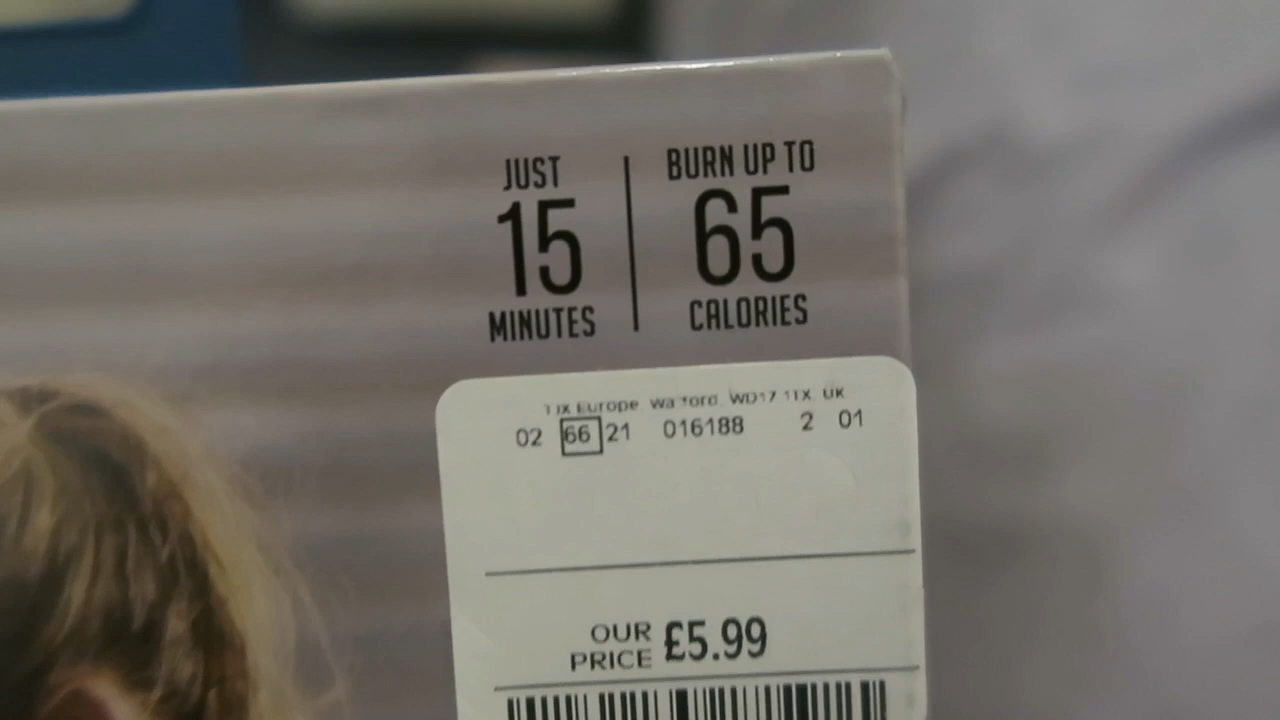 JUST
15
MINUTES
BURN UP TO
65
CALORIES
TJX Europe, Watford, WD17 1TX, UK
02 66 21 016188 2 01
OUR
PRICE £5.99